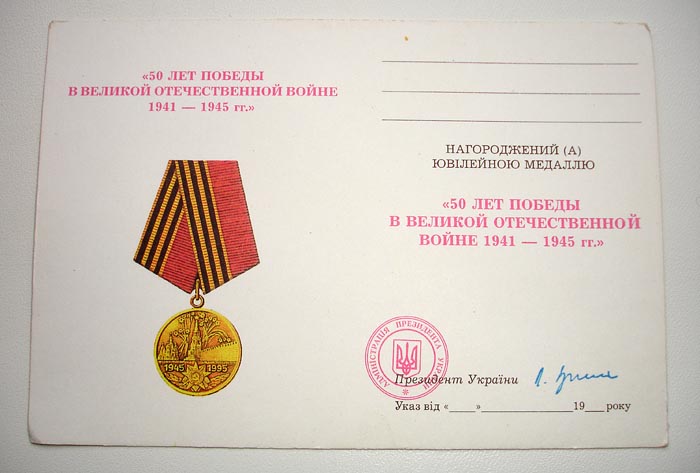 «50 ЛЕТ ПОБЕДЫ
В ВЕЛИКОЙ ОТЕЧЕСТВЕННОЙ ВОЙНЕ
1941 — 1945 гг.»
1945 1995
НАГОРОДЖЕНИЙ (А)
ЮВІЛЕЙНОЮ МЕДАЛЛЮ
«50 ЛЕТ ПОБЕДЫ
В ВЕЛИКОЙ ОТЕЧЕСТВЕННОЙ
ВОЙНЕ 1941 — 1945 гг.»
АДМІНІСТРАЦІЯ ПРЕЗИДЕНТА УКРАЇНИ
Президент України
Указ від «____»______________19___року